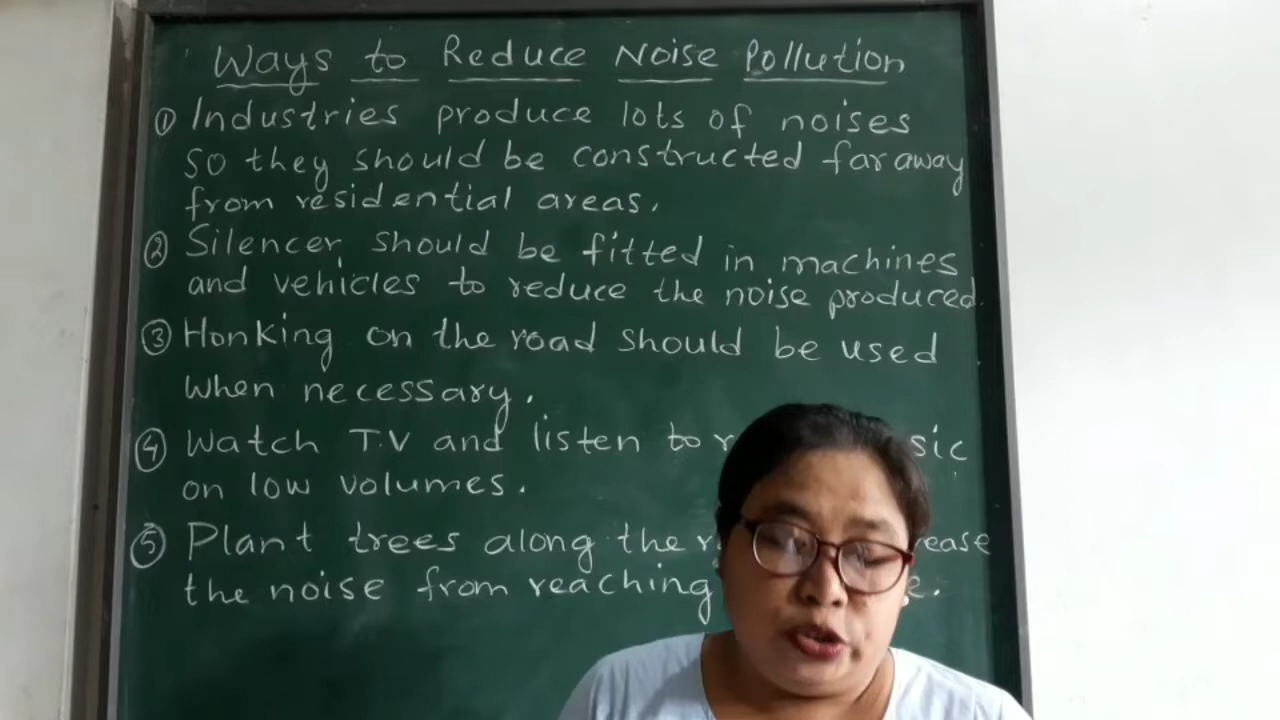 Ways to Reduce Noise Pollution
① Industries produce lots of noises
so they should be constructed far away
from residential areas.
② Silencer should be fitted in machines
and vehicles to reduce the noise produced.
③ Honking on the road should be used
when necessary.
④ Watch T.V and listen to
on low volumes.
⑤ Plant trees along the
the noise from reaching